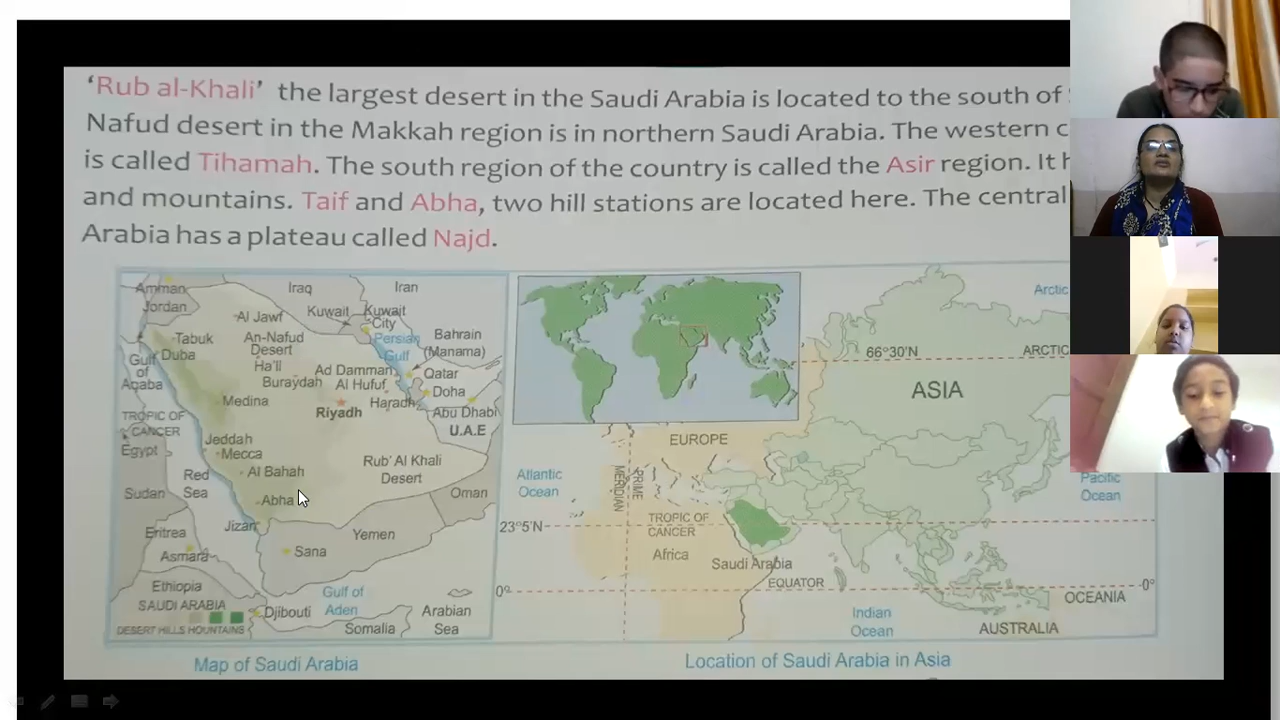 ‘Rub al-Khali’ the largest desert in the Saudi Arabia is located to the south of
Nafud desert in the Makkah region is in northern Saudi Arabia. The western
is called Tihamah. The south region of the country is called the Asir region. It
and mountains. Taif and Abha, two hill stations are located here. The central
Arabia has a plateau called Najd.
Amman
Jordan
Iraq
Iran
Kuwait
Kuwait
City
Al Jawf
Tabuk
An-Nafud
Desert
Persian
Gulf
Bahrain
(Manama)
Gulf
of
Aqaba
Duba
Ha'll
Buraydah
Ad Damman
Al Hufuf
Qatar
Doha
Medina
Riyadh
Haradh
Abu Dhabi
U.A.E
TROPIC OF
CANCER
Egypt
Jeddah
Mecca
Al Bahah
Rub' Al Khali
Desert
Red
Sea
Sudan
Abha
Oman
Jizan
Eritrea
Yemen
Asmara
Sana
Ethiopia
SAUDI ARABIA
DESERT HILLS MOUNTAINS
Djibouti
Gulf of
Aden
Somalia
Arabian
Sea
Map of Saudi Arabia
Arctic
66°30'N
ARCTIC
ASIA
EUROPE
Atlantic
Ocean
PRIME
MERIDIAN
Pacific
Ocean
23°5'N
TROPIC OF
CANCER
Africa
Saudi Arabia
EQUATOR
0°
0°
OCEANIA
Indian
Ocean
AUSTRALIA
Location of Saudi Arabia in Asia